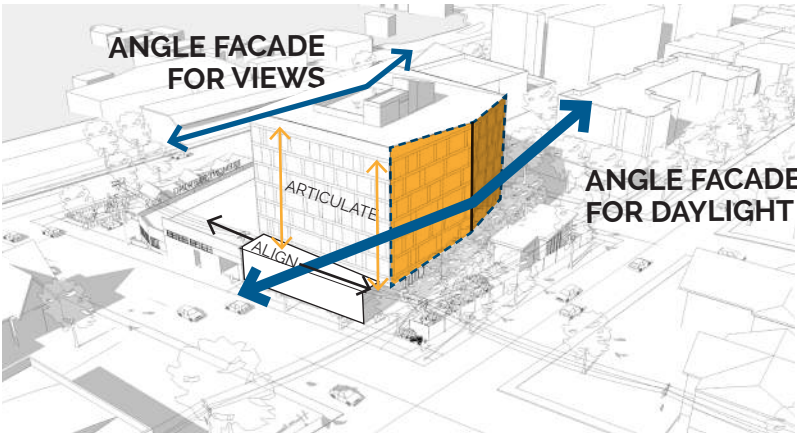 ANGLE FACADE
FOR VIEWS
ARTICULATE
ALIGN
ANGLE FACADE
FOR DAYLIGHT